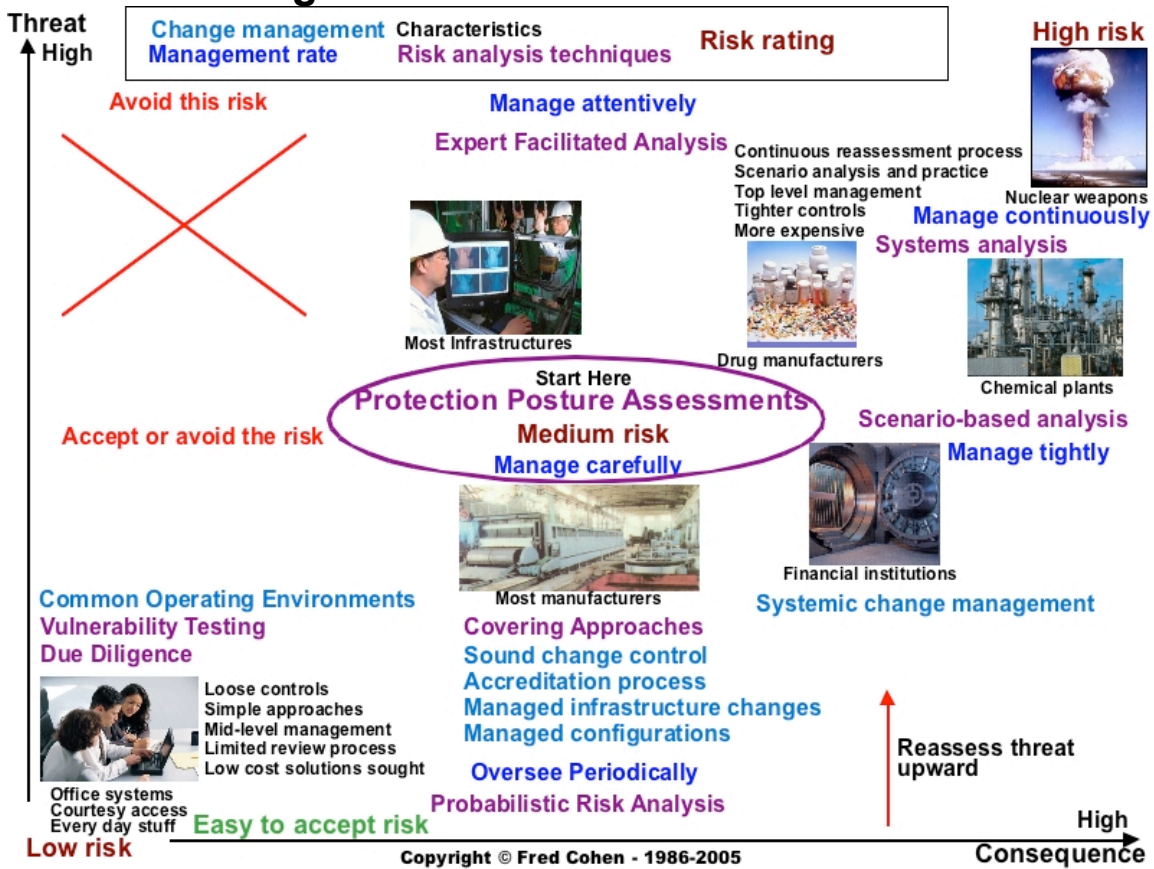 Threat
High
Change management
Management rate
Characteristics
Risk analysis techniques
Risk rating
High risk
Avoid this risk
Manage attentively
Expert Facilitated Analysis
Continuous reassessment process
Scenario analysis and practice
Top level management
Tighter controls
More expensive
Nuclear weapons
Manage continuously
Systems analysis
Most Infrastructures
Drug manufacturers
Chemical plants
Start Here
Protection Posture Assessments
Medium risk
Manage carefully
Accept or avoid the risk
Scenario-based analysis
Manage tightly
Financial institutions
Systemic change management
Most manufacturers
Common Operating Environments
Vulnerability Testing
Due Diligence
Covering Approaches
Sound change control
Accreditation process
Managed infrastructure changes
Managed configurations
Loose controls
Simple approaches
Mid-level management
Limited review process
Low cost solutions sought
Oversee Periodically
Probabilistic Risk Analysis
Reassess threat
upward
Office systems
Courtesy access
Every day stuff
Easy to accept risk
Low risk
High
Consequence
Copyright © Fred Cohen - 1986-2005